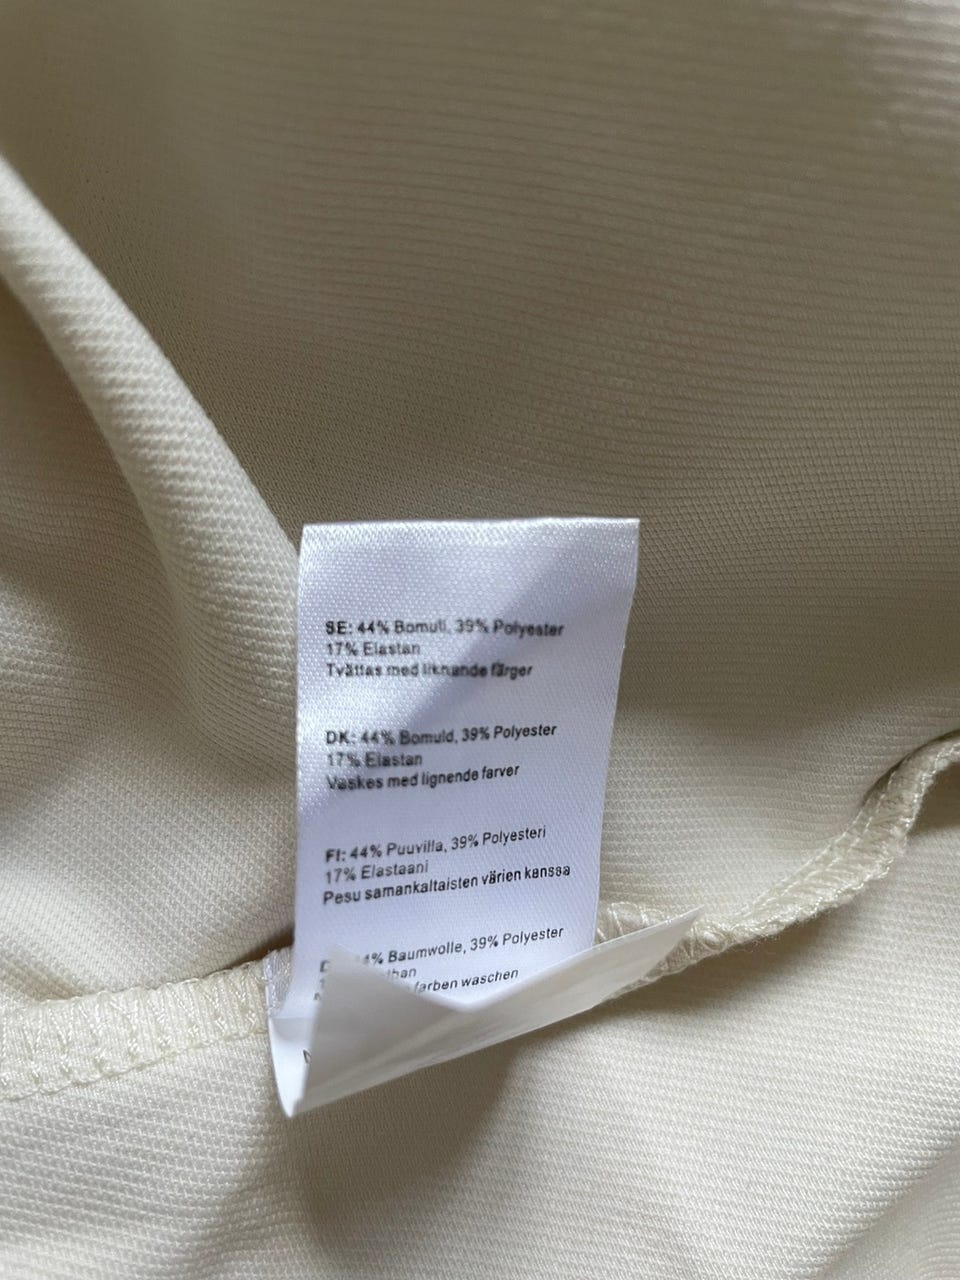 SE: 44% Bomull, 39% Polyester
17% Elastan
Tvättas med liknande färger
DK: 44% Bomuld, 39% Polyester
17% Elastan
Vaskes med lignende farver
FI: 44% Puuvilla, 39% Polyesteri
17% Elastaani
Pesu samankaltaisten värien kanssa
Baumwolle, 39% Polyester
farben waschen